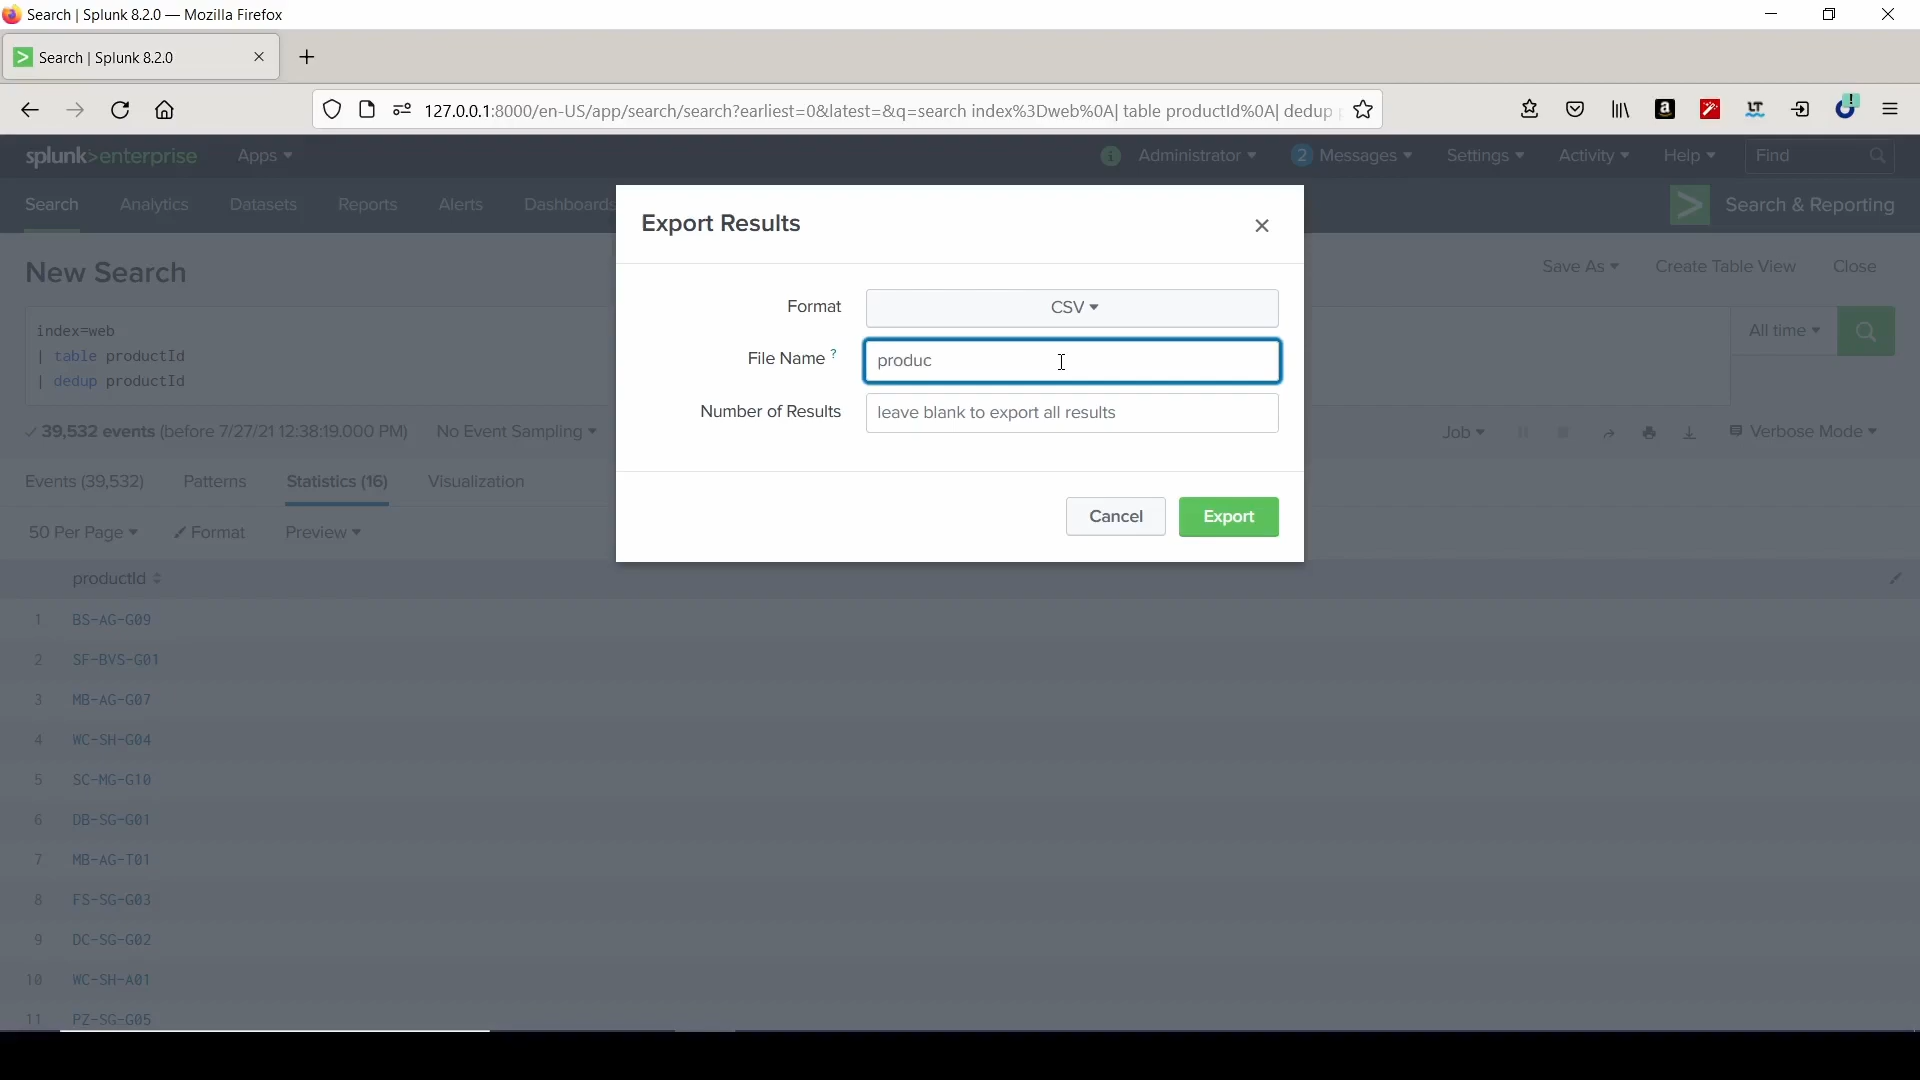 Search | Splunk 8.2.0 — Mozilla Firefox
Search | Splunk 8.2.0
127.0.0.1:8000/en-US/app/search/search?earliest=0&latest=&q=search index%3Dweb%0A| table productId%0A| dedup
splunk>enterprise Apps
i Administrator 2 Messages Settings Activity Help Find
Search Analytics Datasets Reports Alerts Dashboards
Search & Reporting
Export Results
New Search
Save As Create Table View Close
Format CSV
index=web
| table productId
| dedup productId
All time
File Name ? produc
Number of Results leave blank to export all results
39,532 events (before 7/27/21 12:38:19.000 PM) No Event Sampling
Job Verbose Mode
Events (39,532) Patterns Statistics (16) Visualization
Cancel Export
50 Per Page Format Preview
productId
1 BS-AG-G09
2 SF-BVS-G01
3 MB-AG-G07
4 WC-SH-G04
5 SC-MG-G10
6 DB-SG-G01
7 MB-AG-T01
8 FS-SG-G03
9 DC-SG-G02
10 WC-SH-A01
11 PZ-SG-G05